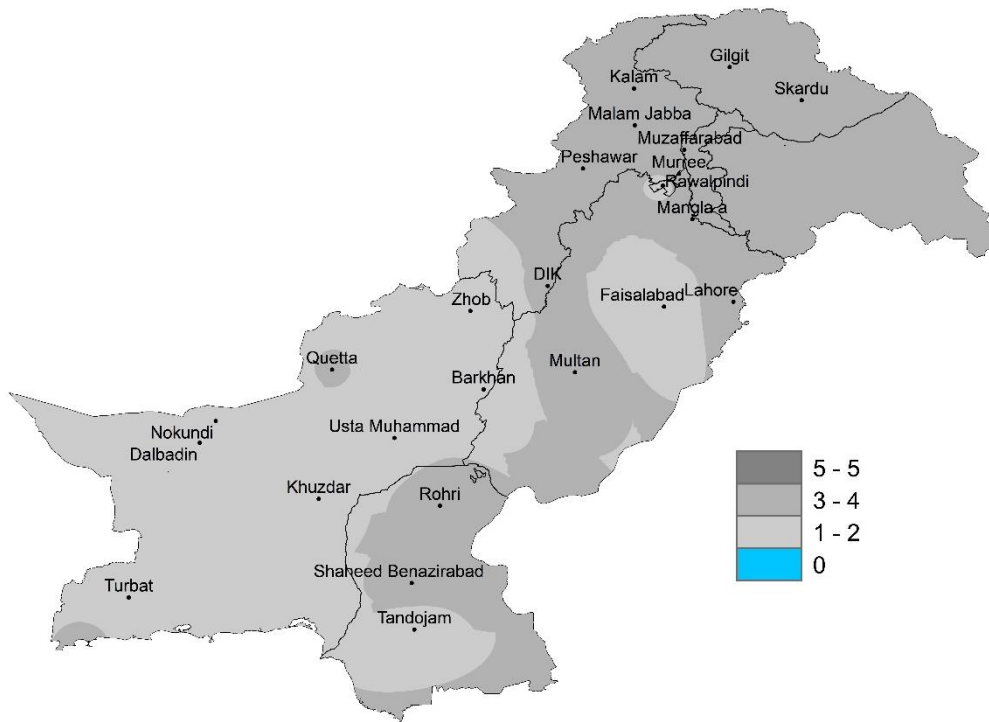 Gilgit
Kalam
Skardu
Malam Jabba
Muzaffarabad
Peshawar
Murree
Rawalpindi
Mangla a
DIK
Zhob
Faisalabad
Lahore
Quetta
Multan
Barkhan
Nokundi
Usta Muhammad
Dalbadin
5 - 5
3 - 4
1 - 2
0
Khuzdar
Rohri
Shaheed Benazirabad
Turbat
Tandojam